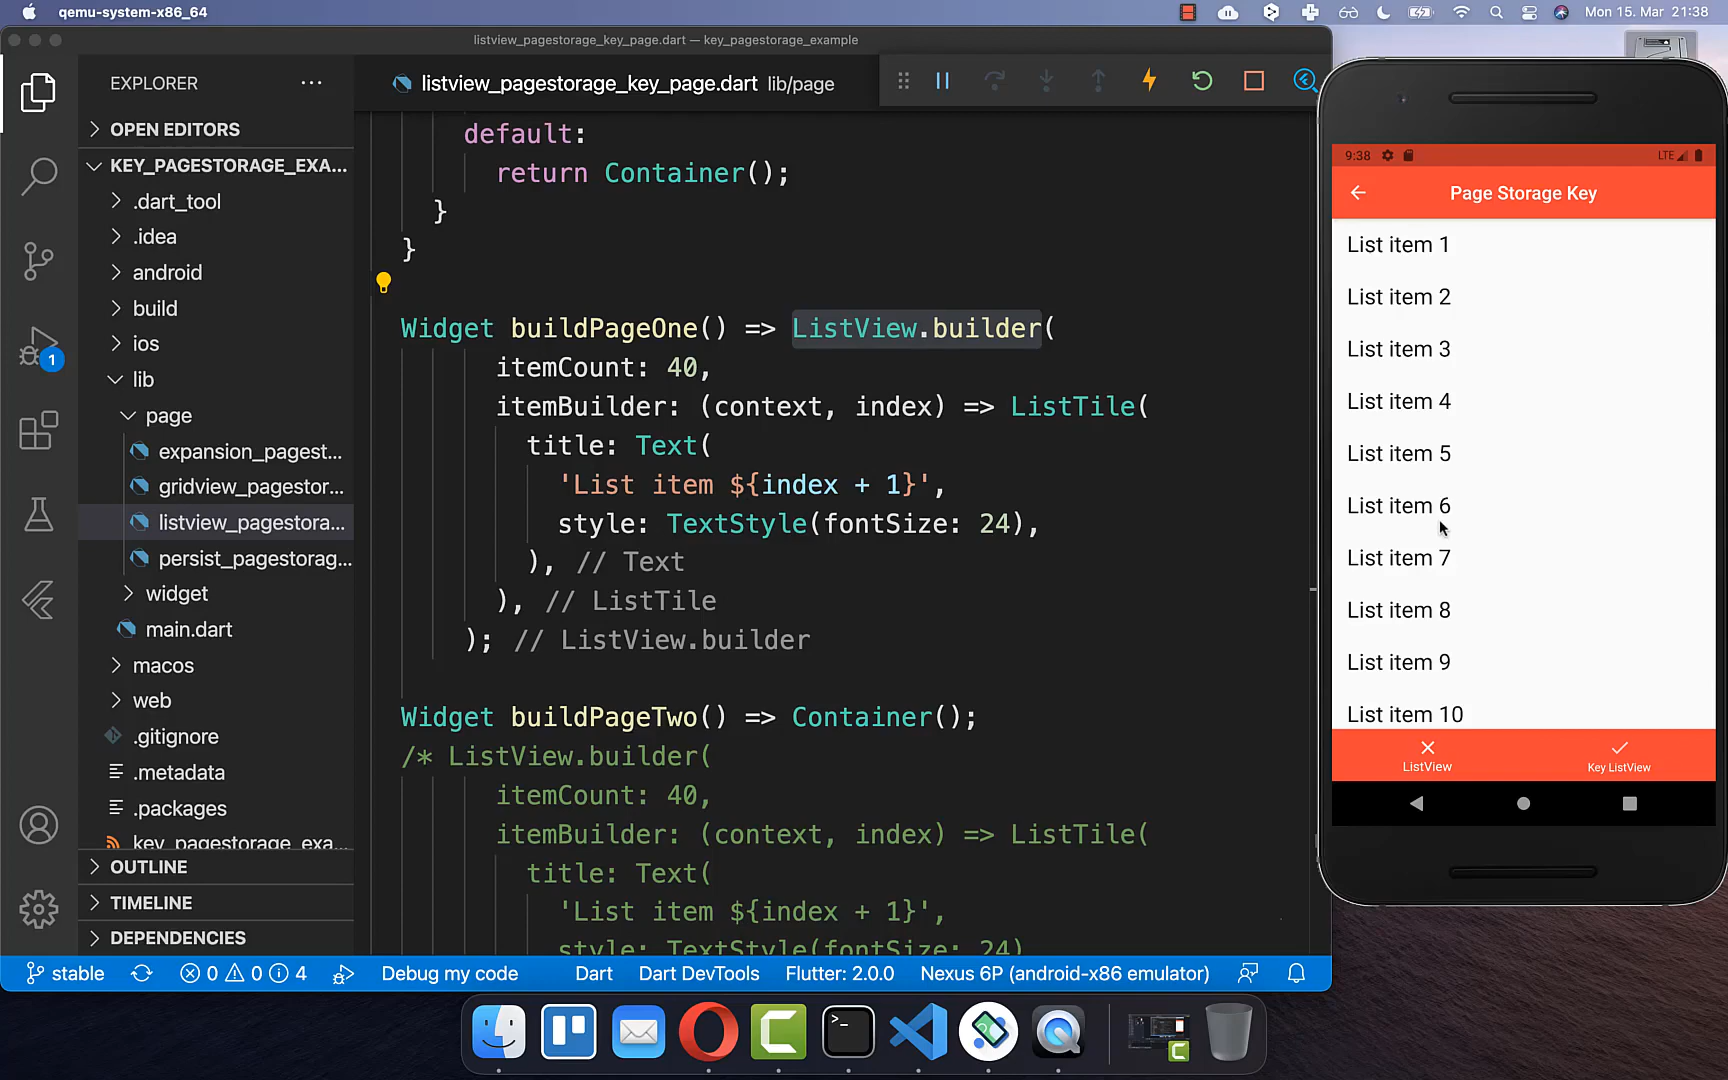 qemu-system-x86_64
Mon 15. Mar 21:38
listview_pagestorage_key_page.dart — key_pagestorage_example
EXPLORER
OPEN EDITORS
KEY_PAGESTORAGE_EXA...
.dart_tool
.idea
android
build
ios
lib
page
expansion_pagest...
gridview_pagestor...
listview_pagestora...
persist_pagestorag...
widget
main.dart
macos
web
.gitignore
.metadata
.packages
key_pagestorage_exa...
OUTLINE
TIMELINE
DEPENDENCIES
1
listview_pagestorage_key_page.dart lib/page
default:
return Container();
}
}
Widget buildPageOne() => ListView.builder(
itemCount: 40,
itemBuilder: (context, index) => ListTile(
title: Text(
'List item ${index + 1}',
style: TextStyle(fontSize: 24),
), // Text
), // ListTile
); // ListView.builder
Widget buildPageTwo() => Container();
/* ListView.builder(
itemCount: 40,
itemBuilder: (context, index) => ListTile(
title: Text(
'List item ${index + 1}',
style: TextStyle(fontSize: 24)
stable
0 0 4
Debug my code
Dart
Dart DevTools
Flutter: 2.0.0
Nexus 6P (android-x86 emulator)
9:38
LTE
Page Storage Key
List item 1
List item 2
List item 3
List item 4
List item 5
List item 6
List item 7
List item 8
List item 9
List item 10
ListView
Key ListView